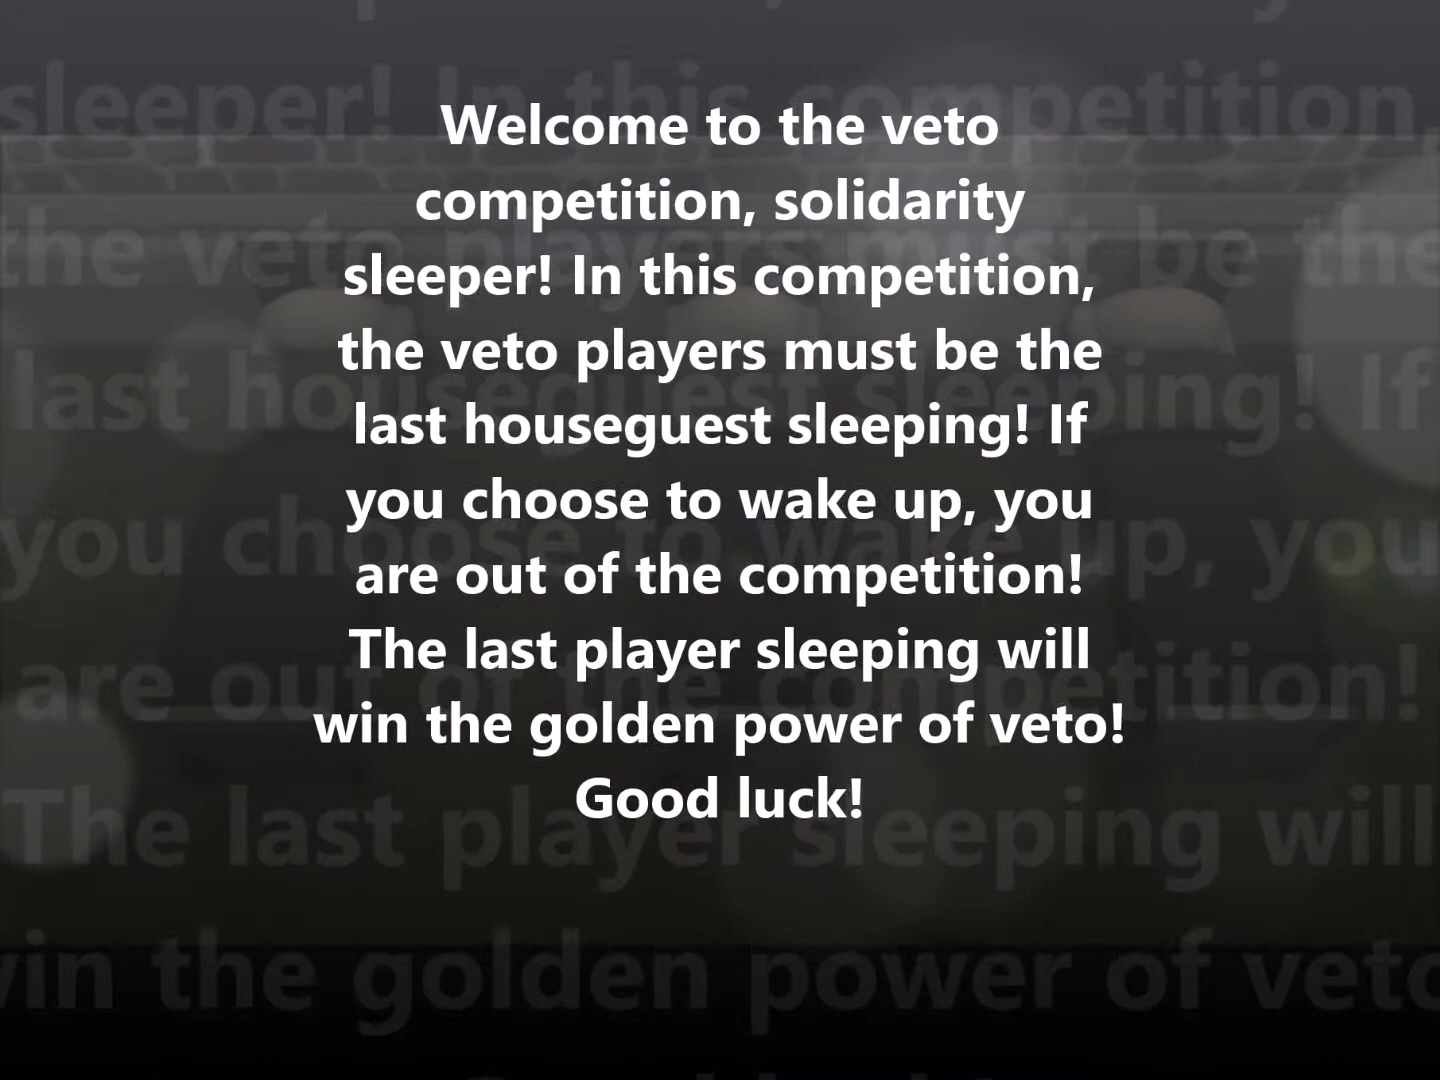 Welcome to the veto
competition, solidarity
sleeper! In this competition,
the veto players must be the
last houseguest sleeping! If
you choose to wake up, you
are out of the competition!
The last player sleeping will
win the golden power of veto!
Good luck!